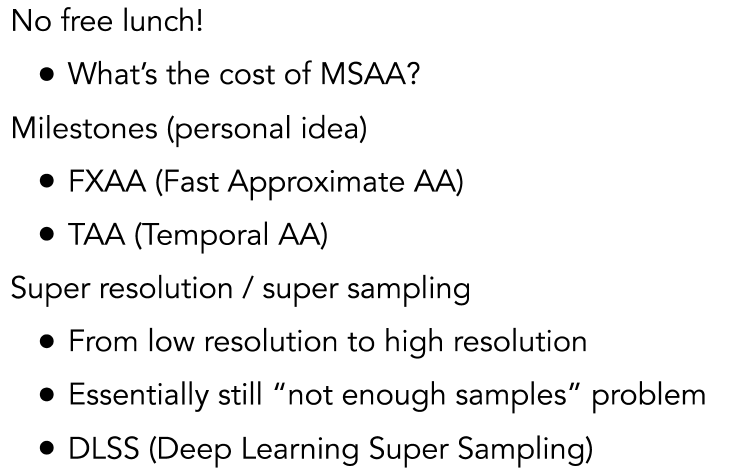 No free lunch!
• What’s the cost of MSAA?
Milestones (personal idea)
• FXAA (Fast Approximate AA)
• TAA (Temporal AA)
Super resolution / super sampling
• From low resolution to high resolution
• Essentially still “not enough samples” problem
• DLSS (Deep Learning Super Sampling)